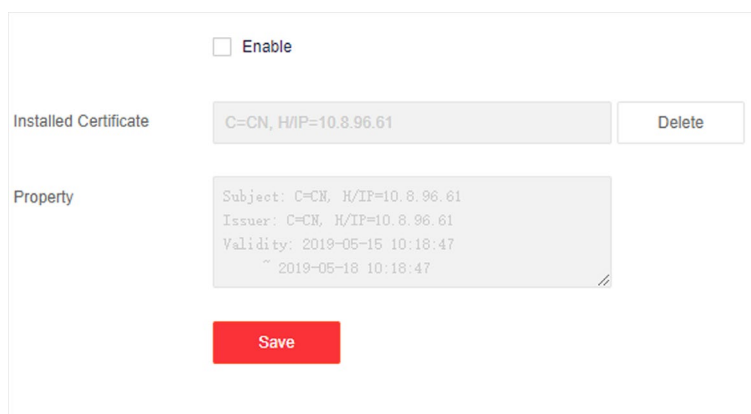 Enable
Installed Certificate C=CN, H/IP=10.8.96.61 Delete
Property
Subject: C=CN, H/IP=10.8.96.61
Issuer: C=CN, H/IP=10.8.96.61
Validity: 2019-05-15 10:18:47
~ 2019-05-18 10:18:47
Save